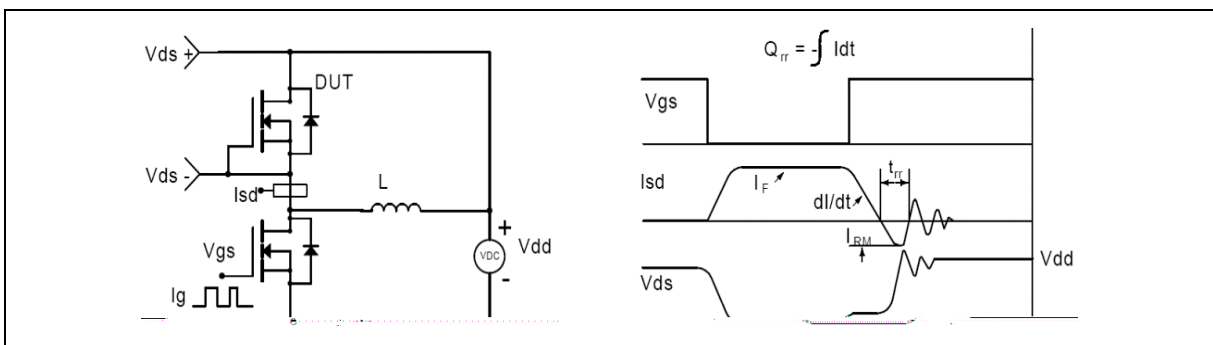 Vds +
DUT
Vds -
Isd
L
Vgs
+
VDC
Vdd
-
Ig
Q_rr = -∫ Idt
Vgs
Isd
I_F
dI/dt
t_rr
I_RM
Vdd
Vds